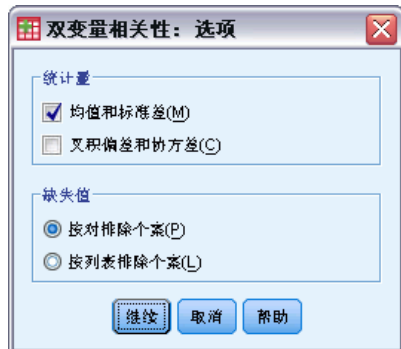 双变量相关性：选项
统计量
均值和标准差(M)
叉积偏差和协方差(C)
缺失值
按对排除个案(P)
按列表排除个案(L)
继续 取消 帮助